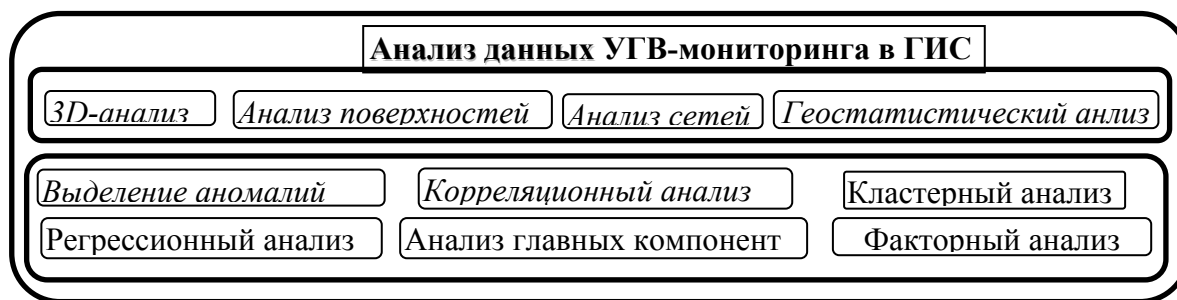 Анализ данных УГВ-мониторинга в ГИС
3D-анализ Анализ поверхностей Анализ сетей Геостатистический анлиз
Выделение аномалий Корреляционный анализ Кластерный анализ
Регрессионный анализ Анализ главных компонент Факторный анализ